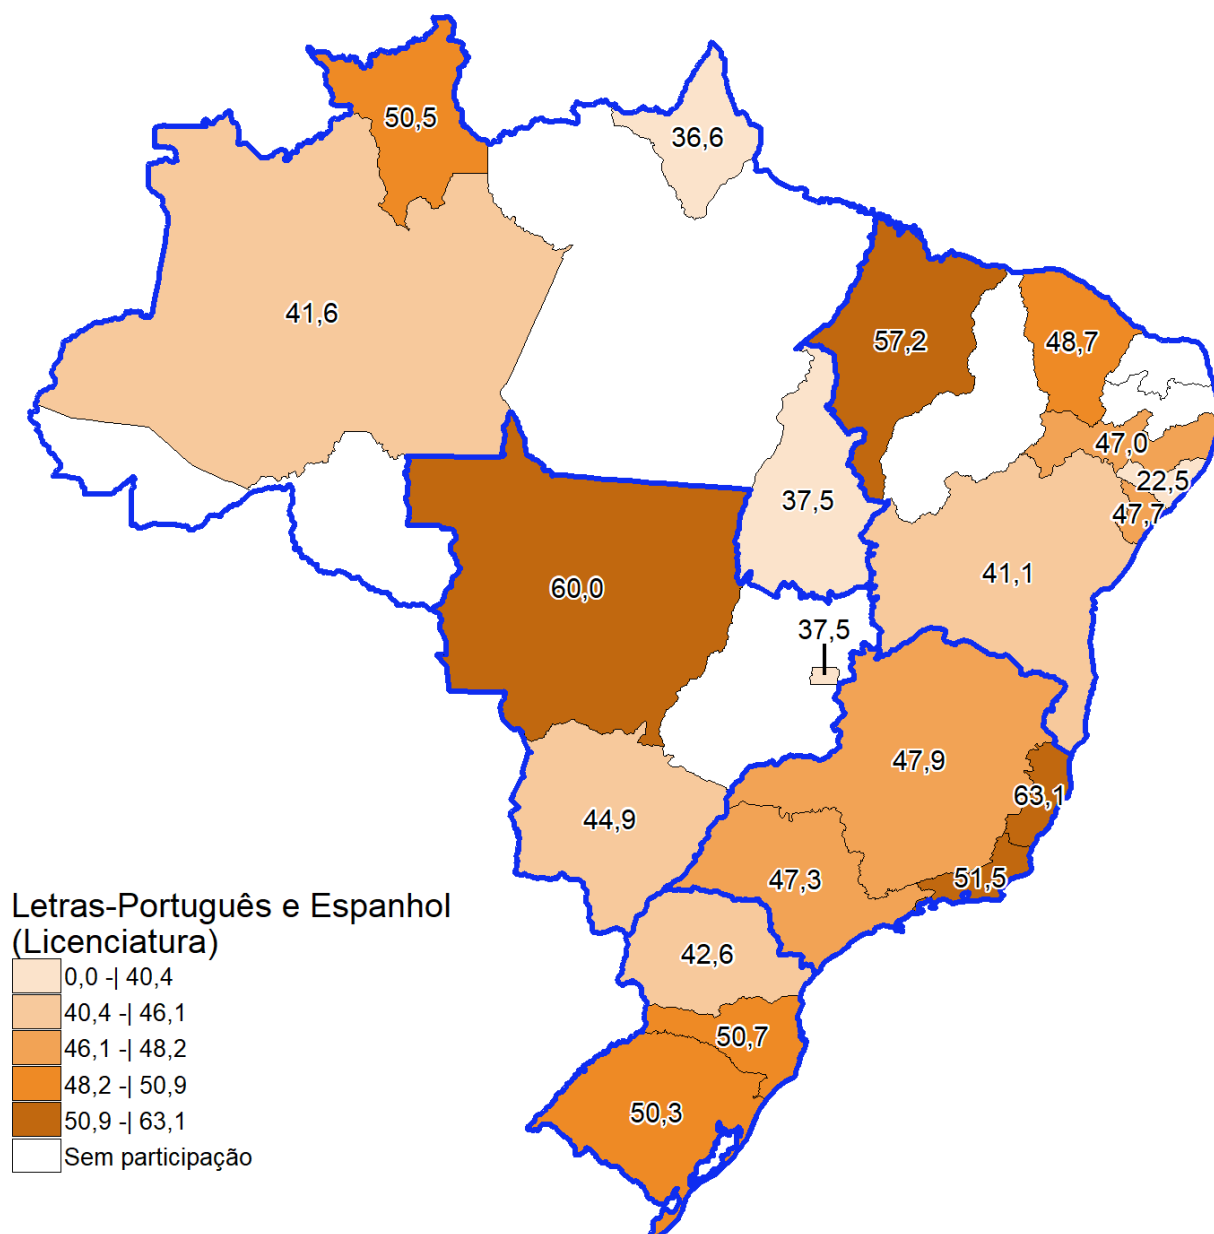 50,5
36,6
41,6
57,2
48,7
47,0
22,5
47,7
37,5
41,1
60,0
37,5
47,9
63,1
44,9
47,3
51,5
42,6
50,7
50,3
Letras-Português e Espanhol
(Licenciatura)
0,0 -| 40,4
40,4 -| 46,1
46,1 -| 48,2
48,2 -| 50,9
50,9 -| 63,1
Sem participação